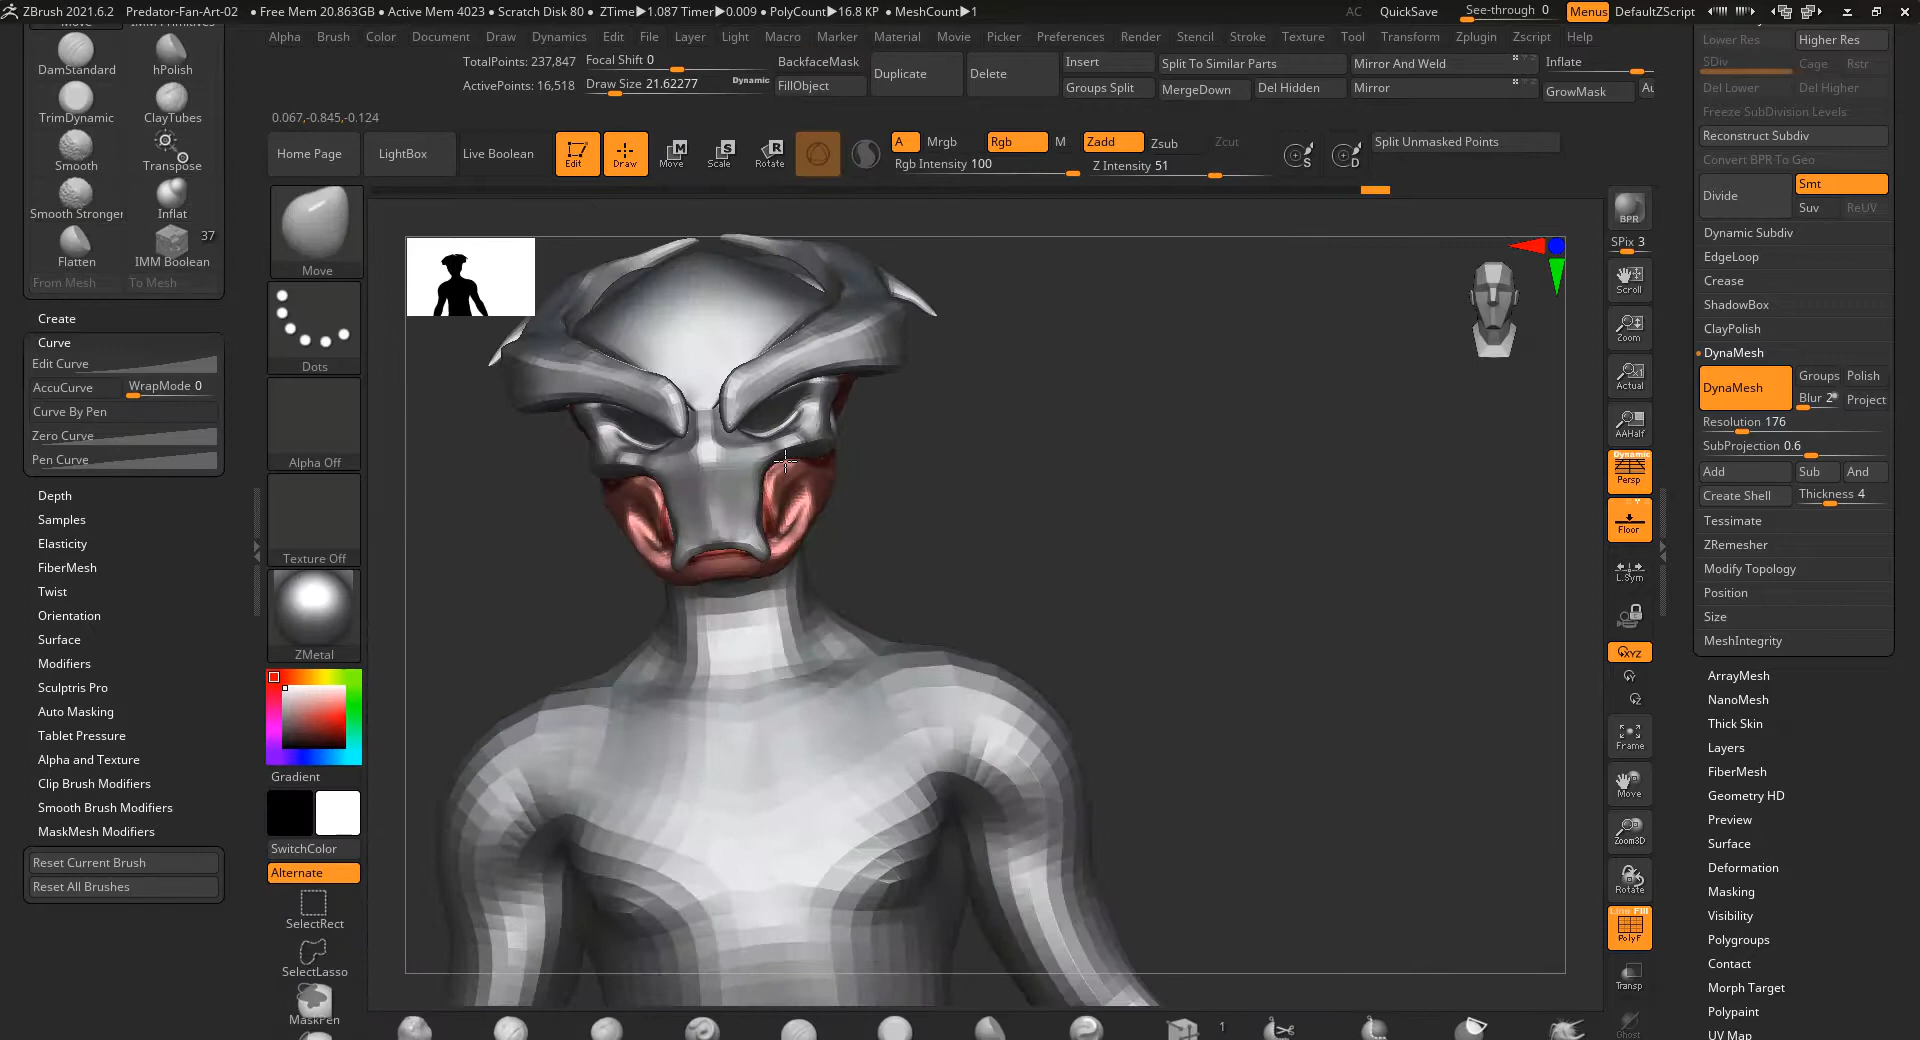 ZBrush 2021.6.2 Predator-Fan-Art-02 ● Free Mem 20.863GB ● Active Mem 4023 ● Scratch Disk 80 ● ZTime▶1.087 Timer▶0.009 ● PolyCount▶16.8 KP ● MeshCount▶1 AC QuickSave See-through 0 Menus DefaultZScript
Alpha Brush Color Document Draw Dynamics Edit File Layer Light Macro Marker Material Movie Picker Preferences Render Stencil Stroke Texture Tool Transform Zplugin Zscript Help
TotalPoints: 237,847 Focal Shift 0 BackfaceMask Duplicate Delete Insert Split To Similar Parts Mirror And Weld Inflate
ActivePoints: 16,518 Draw Size 21.62277 Dynamic FillObject Groups Split MergeDown Del Hidden Mirror GrowMask
0.067,-0.845,-0.124
Home Page LightBox Live Boolean Edit Draw Move Scale Rotate A Mrgb Rgb M Zadd Zsub Zcut Split Unmasked Points
Rgb Intensity 100 Z Intensity 51
S D
DamStandard hPolish
TrimDynamic ClayTubes
Smooth Transpose
Smooth Stronger Inflat
37
Flatten IMM Boolean
From Mesh To Mesh
Create
Curve
Edit Curve
AccuCurve WrapMode 0
Curve By Pen
Zero Curve
Pen Curve
Depth
Samples
Elasticity
FiberMesh
Twist
Orientation
Surface
Modifiers
Sculptris Pro
Auto Masking
Tablet Pressure
Alpha and Texture
Clip Brush Modifiers
Smooth Brush Modifiers
MaskMesh Modifiers
Reset Current Brush
Reset All Brushes
Move
Dots
Alpha Off
Texture Off
ZMetal
Gradient
SwitchColor
Alternate
SelectRect
SelectLasso
MaskPen
1
BPR
SPix 3
Scroll
Zoom
Actual
AAHalf
Dynamic
Persp
Floor
L.Sym
XYZ
Frame
Move
Zoom3D
Rotate
Line Fill
PolyF
Transp
Ghost
Lower Res Higher Res
SDiv Cage Rstr
Del Lower Del Higher
Freeze SubDivision Levels
Reconstruct Subdiv
Convert BPR To Geo
Divide Smt
Suv ReUV
Dynamic Subdiv
EdgeLoop
Crease
ShadowBox
ClayPolish
DynaMesh
DynaMesh Groups Polish
Blur 2 Project
Resolution 176
SubProjection 0.6
Add Sub And
Create Shell Thickness 4
Tessimate
ZRemesher
Modify Topology
Position
Size
MeshIntegrity
ArrayMesh
NanoMesh
Thick Skin
Layers
FiberMesh
Geometry HD
Preview
Surface
Deformation
Masking
Visibility
Polygroups
Contact
Morph Target
Polypaint
UV Map